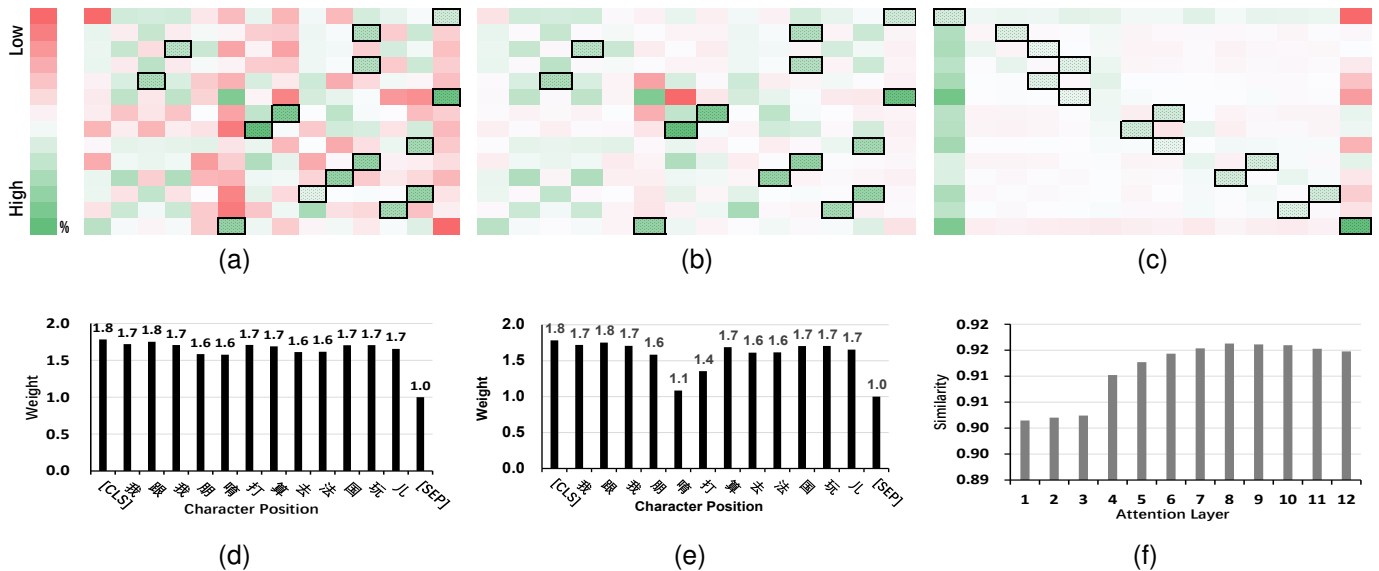 Low
High
%
(a)
(b)
(c)
2.0
1.5
1.0
0.5
0.0
Weight
1.8 1.7 1.8 1.7 1.6 1.6 1.7 1.7 1.6 1.6 1.7 1.7 1.7 1.0
[CLS] 我 跟 我 朋 唷 打 算 去 法 国 玩 儿 [SEP]
Character Position
(d)
2.0
1.5
1.0
0.5
0.0
Weight
1.8 1.7 1.8 1.7 1.6 1.1 1.4 1.7 1.6 1.6 1.7 1.7 1.7 1.0
[CLS] 我 跟 我 朋 唷 打 算 去 法 国 玩 儿 [SEP]
Character Position
(e)
0.92
0.92
0.91
0.91
0.90
0.90
0.89
Similarity
1 2 3 4 5 6 7 8 9 10 11 12
Attention Layer
(f)